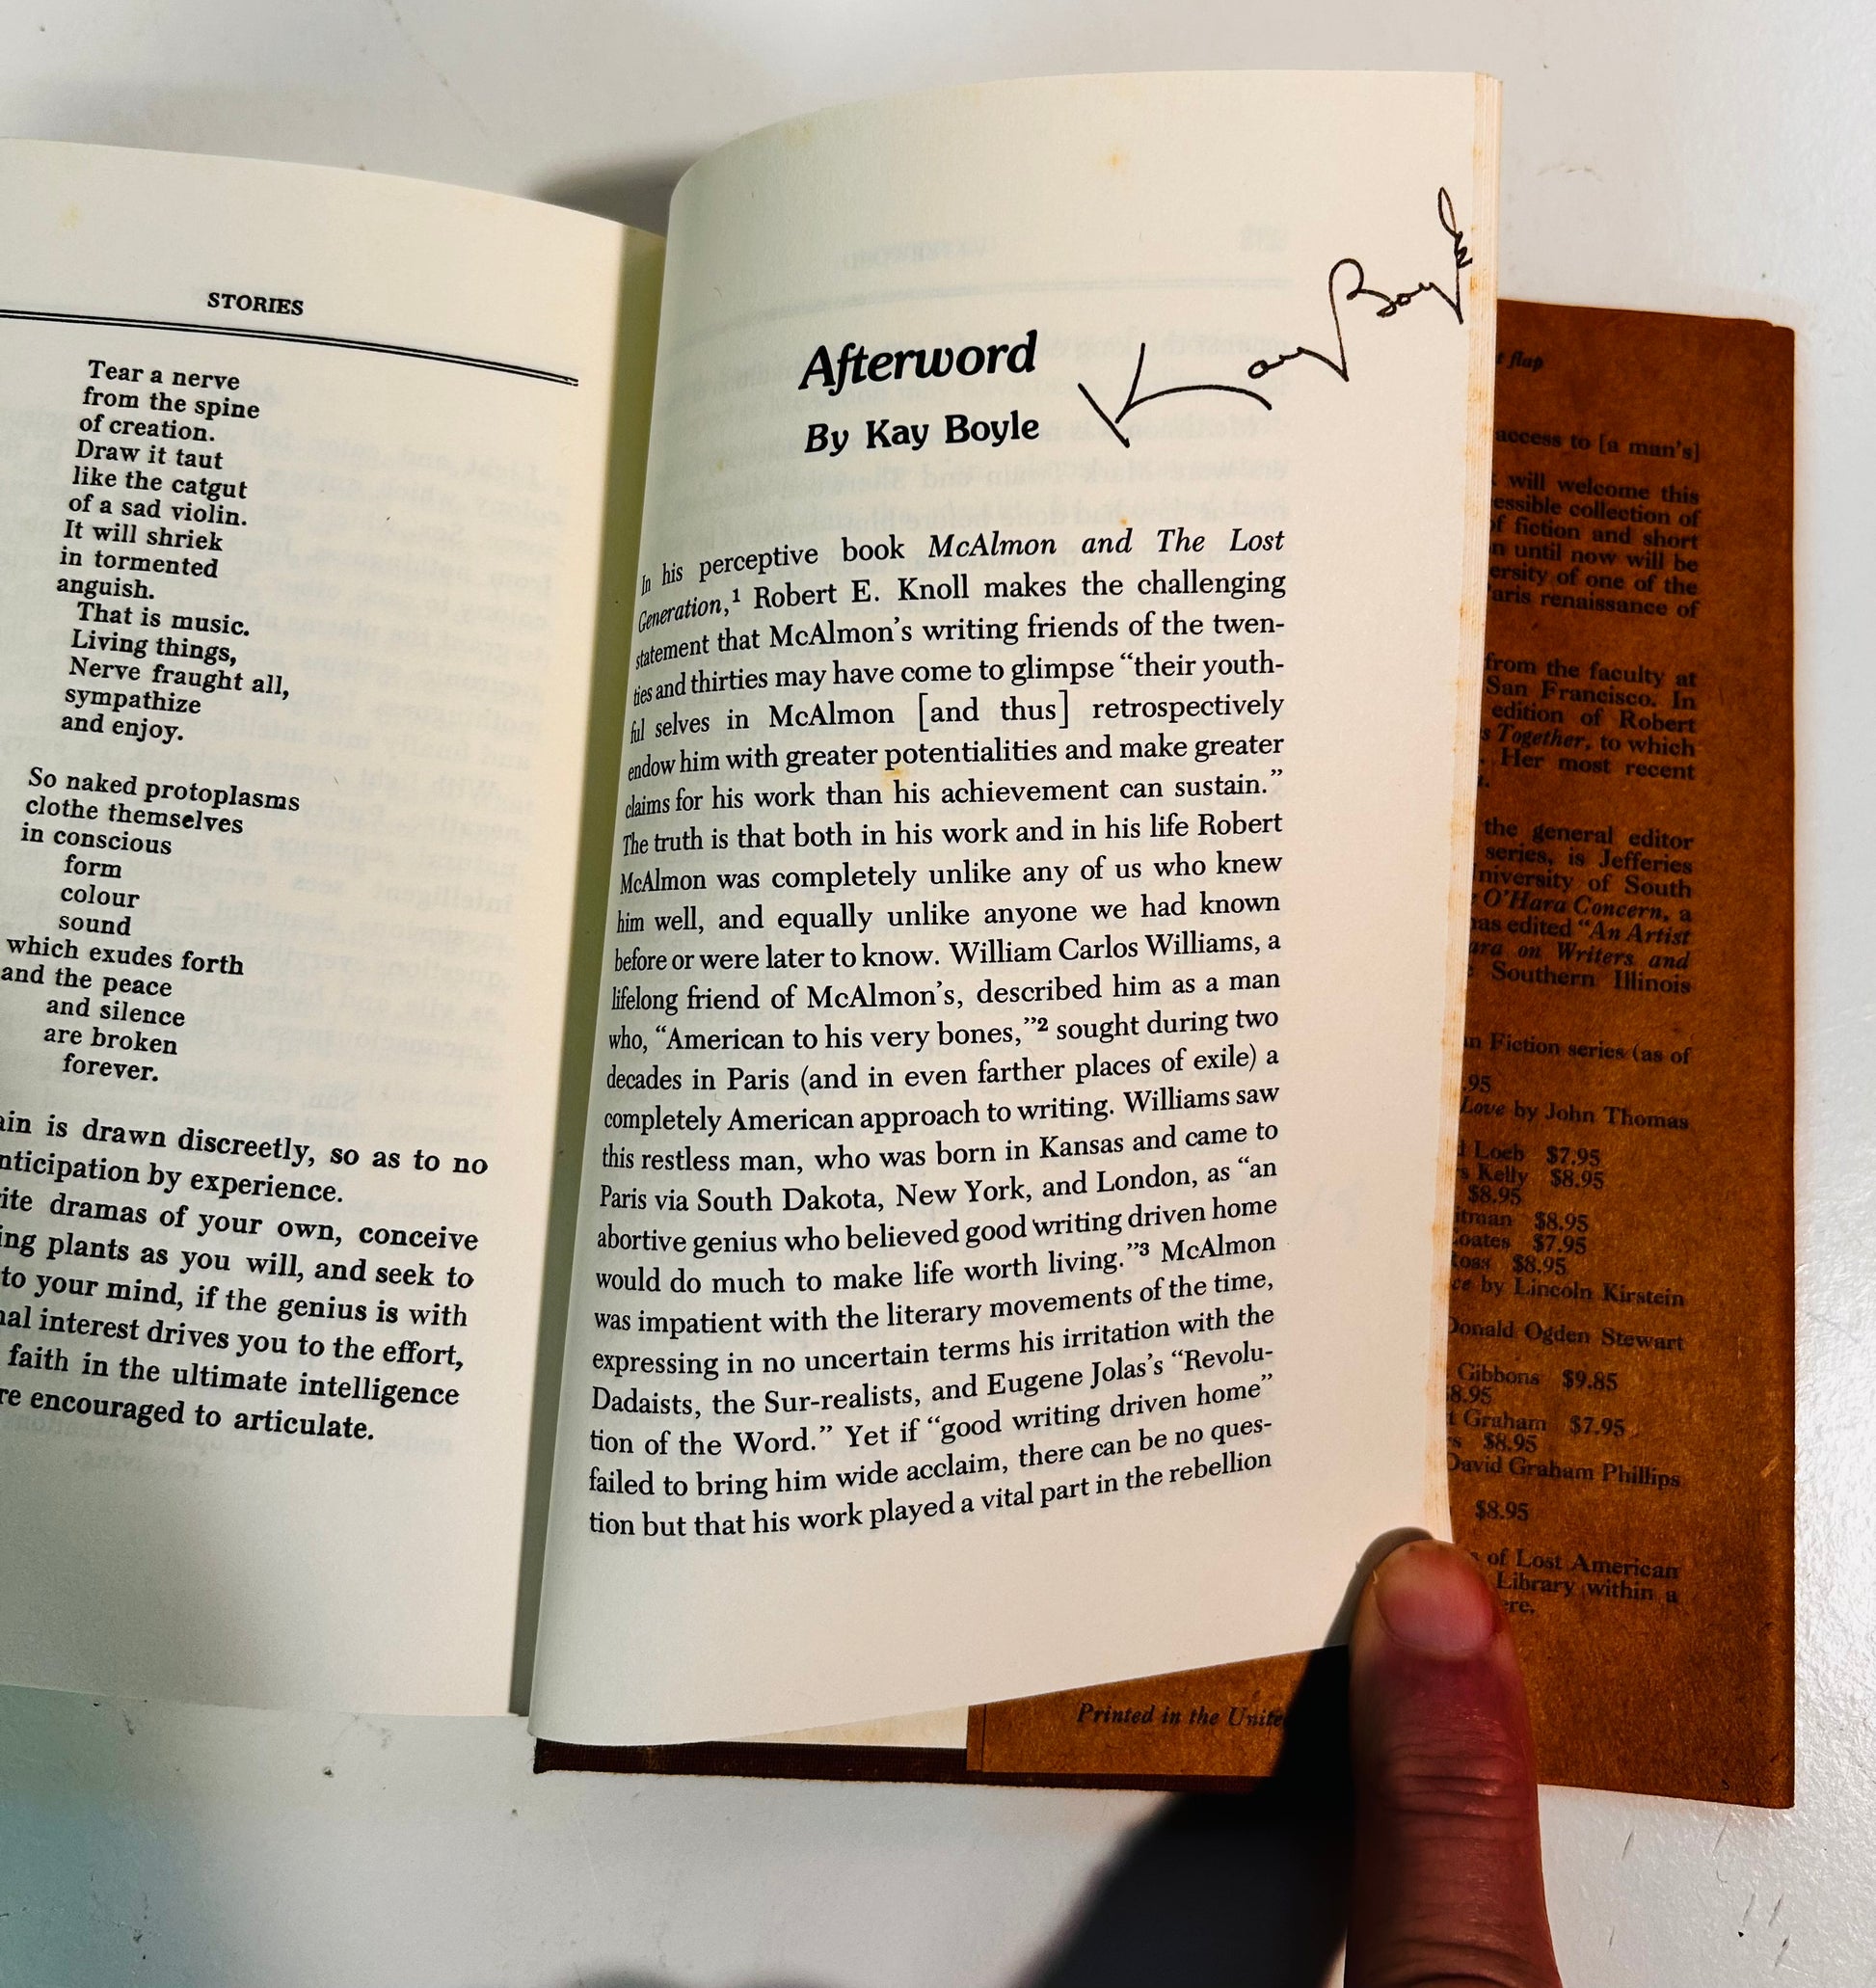 STORIES
Tear a nerve
from the spine
of creation.
Draw it taut
like the catgut
of a sad violin.
It will shriek
in tormented
anguish.
That is music.
Living things,
Nerve fraught all,
sympathize
and enjoy.
So naked protoplasms
clothe themselves
in conscious
form
colour
sound
which exudes forth
and the peace
and silence
are broken
forever.
is drawn discreetly, so as to no
by experience.
dramas of your own, conceive
plants as you will, and seek to
to your mind, if the genius is with
interest drives you to the effort,
faith in the ultimate intelligence
encouraged to articulate.
Afterword
By Kay Boyle
Kay Boyle
In his perceptive book McAlmon and The Lost
Generation,¹ Robert E. Knoll makes the challenging
statement that McAlmon's writing friends of the twen-
ties and thirties may have come to glimpse “their youth-
ful selves in McAlmon [and thus] retrospectively
endow him with greater potentialities and make greater
claims for his work than his achievement can sustain.”
The truth is that both in his work and in his life Robert
McAlmon was completely unlike any of us who knew
him well, and equally unlike anyone we had known
before or were later to know. William Carlos Williams, a
lifelong friend of McAlmon's, described him as a man
who, “American to his very bones,”² sought during two
decades in Paris (and in even farther places of exile) a
completely American approach to writing. Williams saw
this restless man, who was born in Kansas and came to
Paris via South Dakota, New York, and London, as “an
abortive genius who believed good writing driven home
would do much to make life worth living.”³ McAlmon
was impatient with the literary movements of the time,
expressing in no uncertain terms his irritation with the
Dadaists, the Sur-realists, and Eugene Jolas's “Revolu-
tion of the Word.” Yet if “good writing driven home”
failed to bring him wide acclaim, there can be no ques-
tion but that his work played a vital part in the rebellion
flap
access to [a man's]
will welcome this
collection of
of fiction and short
until now will be
of one of the
renaissance of
from the faculty at
San Francisco. In
edition of Robert
Together, to which
Her most recent
the general editor
series, is Jefferies
of South
O'Hara Concern, a
has edited “An Artist
on Writers and
Southern Illinois
Fiction series (as of
.95
Love by John Thomas
Loeb $7.95
Kelly $8.95
$8.95
$8.95
$7.95
$8.95
by Lincoln Kirstein
Donald Ogden Stewart
Gibbons $9.85
8.95
Graham $7.95
$8.95
David Graham Phillips
$8.95
of Lost American
Library within a
Printed in the